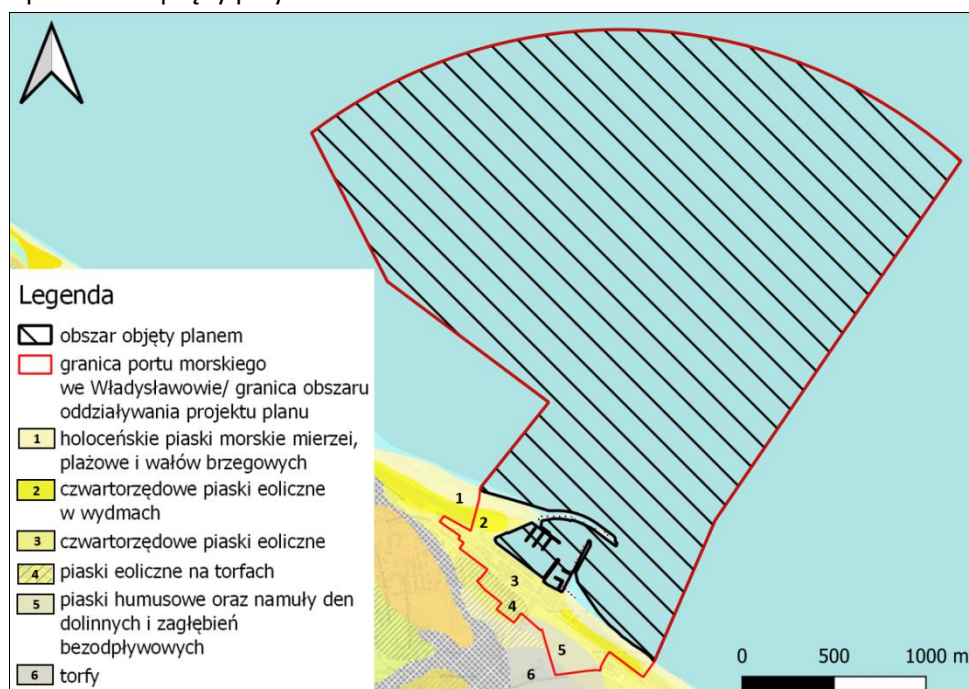 Legenda
obszar objęty planem
granica portu morskiego
we Władysławowie/ granica obszaru
oddziaływania projektu planu
1 holoceńskie piaski morskie mierzei,
plażowe i wałów brzegowych
2 czwartorzędowe piaski eoliczne
w wydmach
3 czwartorzędowe piaski eoliczne
4 piaski eoliczne na torfach
5 piaski humusowe oraz namuły den
dolinnych i zagłębień
bezodpływowych
6 torfy
1
2
3
4
5
6
0 500 1000 m